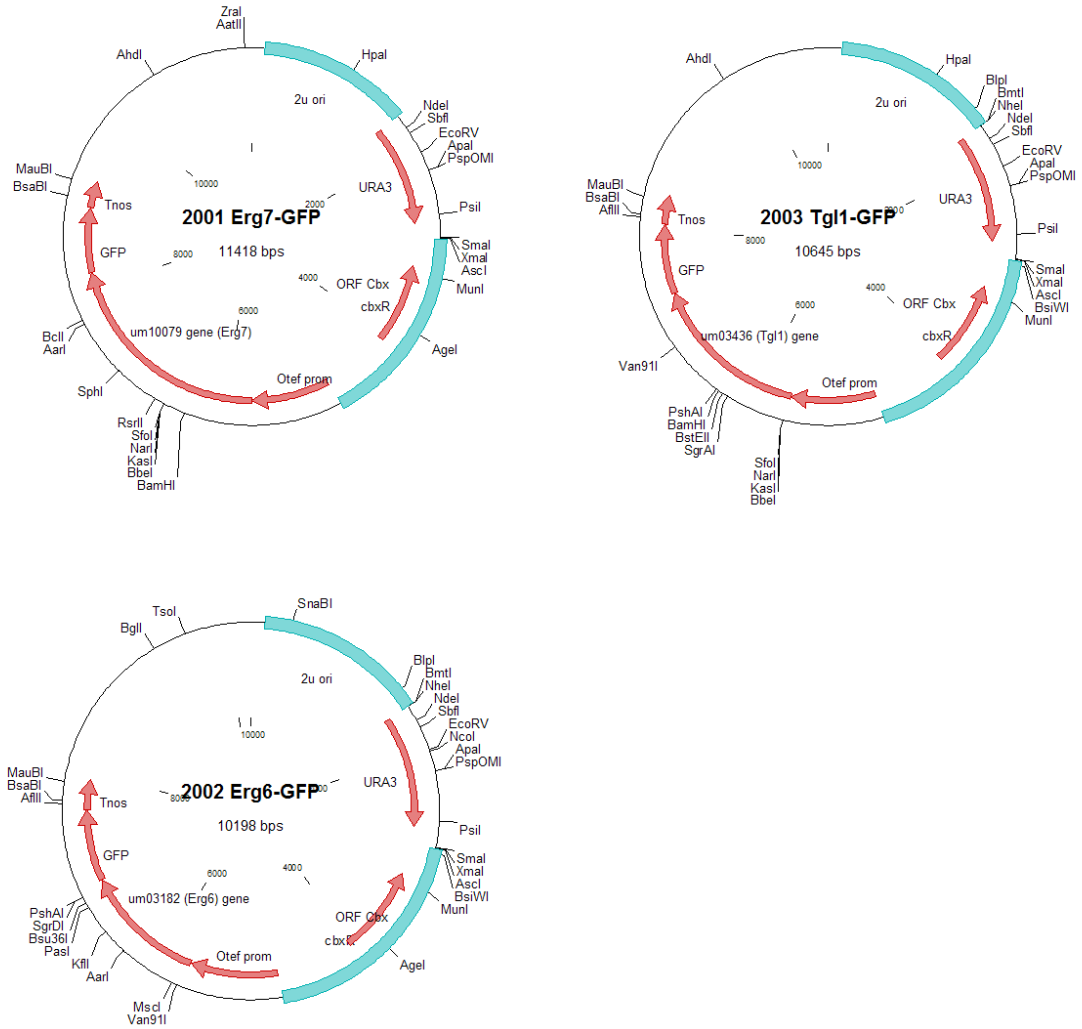 ZraI
AatII
AhdI
HpaI
2u ori
NdeI
SbfI
EcoRV
ApaI
PspOMI
MauBI
BsaBI
10000
2000
URA3
Tnos
2001 Erg7-GFP
PsiI
GFP
8000
11418 bps
SmaI
XmaI
AscI
4000
ORF Cbx
MunI
cbxR
6000
um10079 gene (Erg7)
BclI
AarI
AgeI
SphI
Otef prom
RsrII
SfoI
NarI
KasI
BbeI
BamHI
AhdI
HpaI
2u ori
BlpI
BmtI
NheI
NdeI
SbfI
EcoRV
ApaI
PspOMI
10000
MauBI
BsaBI
AflII
URA3
Tnos
2003 Tgl1-GFP
PsiI
8000
10645 bps
GFP
SmaI
XmaI
AscI
BsiWI
MunI
4000
ORF Cbx
6000
um03436 (Tgl1) gene
cbxR
Van91I
Otef prom
PshAI
BamHI
BstEII
SgrAI
SfoI
NarI
KasI
BbeI
SnaBI
TsoI
BglI
2u ori
BlpI
BmtI
NheI
NdeI
SbfI
EcoRV
NcoI
ApaI
PspOMI
10000
MauBI
BsaBI
AflII
URA3
8000
2002 Erg6-GFP
Tnos
10198 bps
PsiI
GFP
SmaI
XmaI
AscI
BsiWI
MunI
4000
6000
um03182 (Erg6) gene
ORF Cbx
cbxR
PshAI
SgrDI
Bsu36I
PasI
KflI
AarI
Otef prom
AgeI
MscI
Van91I